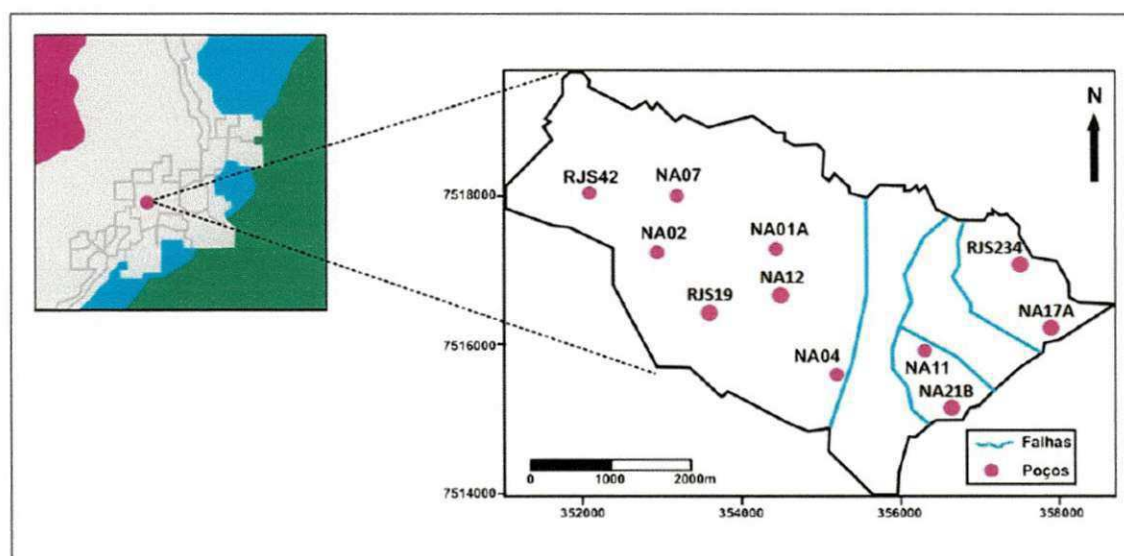 N
7518000
RJS42
NA07
NA02
NA01A
NA12
RJS19
RJS234
NA17A
7516000
NA04
NA11
NA21B
Falhas
Poços
0 1000 2000m
7514000
352000 354000 356000 358000